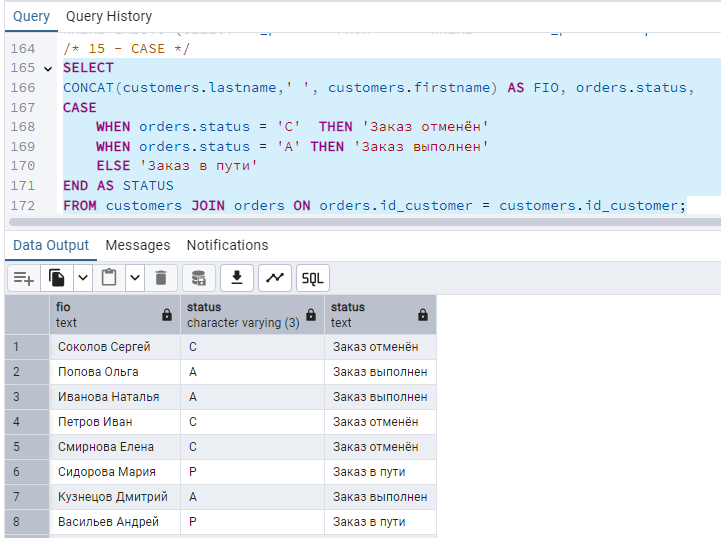 Query Query History
164 /* 15 - CASE */
165 SELECT
166 CONCAT(customers.lastname,' ', customers.firstname) AS FIO, orders.status,
167 CASE
168 WHEN orders.status = 'C' THEN 'Заказ отменён'
169 WHEN orders.status = 'A' THEN 'Заказ выполнен'
170 ELSE 'Заказ в пути'
171 END AS STATUS
172 FROM customers JOIN orders ON orders.id_customer = customers.id_customer;
Data Output Messages Notifications
SQL
fio status status
text character varying (3) text
1 Соколов Сергей C Заказ отменён
2 Попова Ольга A Заказ выполнен
3 Иванова Наталья A Заказ выполнен
4 Петров Иван C Заказ отменён
5 Смирнова Елена C Заказ отменён
6 Сидорова Мария P Заказ в пути
7 Кузнецов Дмитрий A Заказ выполнен
8 Васильев Андрей P Заказ в пути